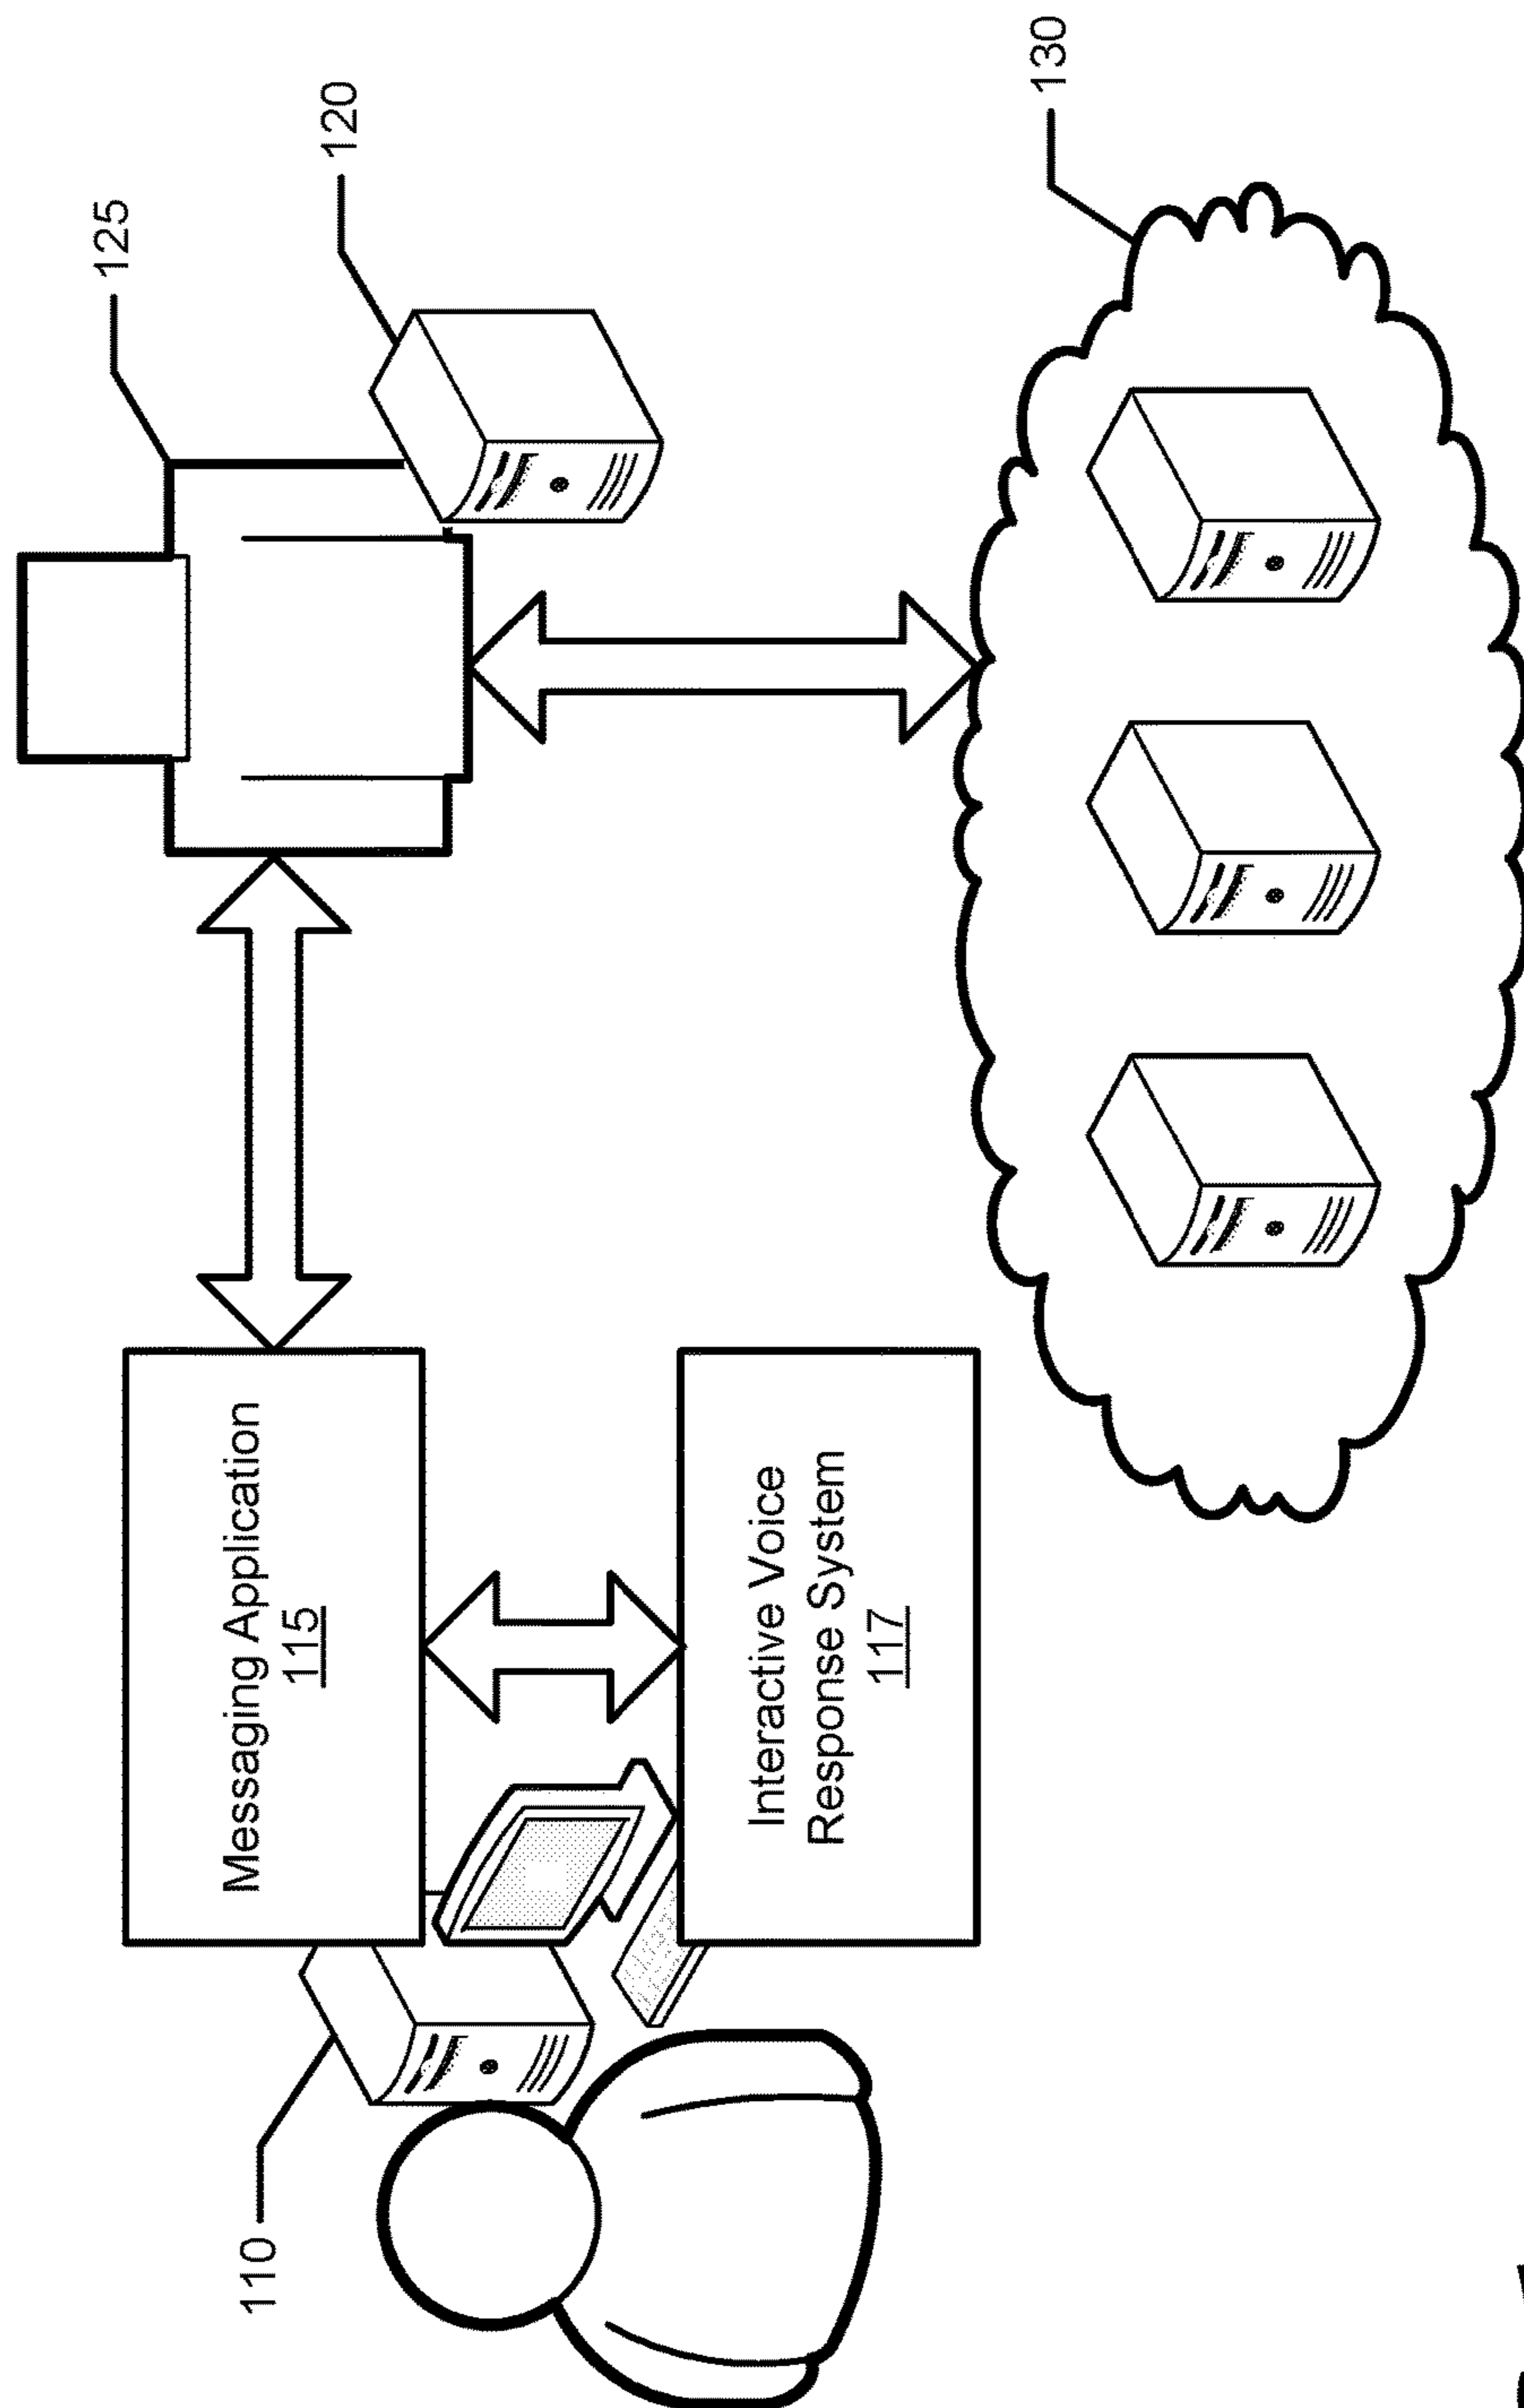 110
Messaging Application
115
Interactive Voice
Response System
117
125
120
130